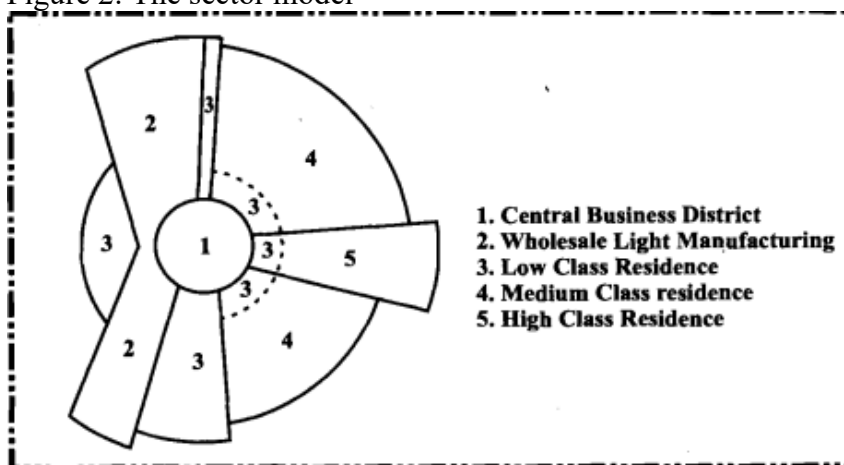 Figure 2: The sector model
3
2
4
3
3
1
3
5
3
2
3
4
1. Central Business District
2. Wholesale Light Manufacturing
3. Low Class Residence
4. Medium Class residence
5. High Class Residence